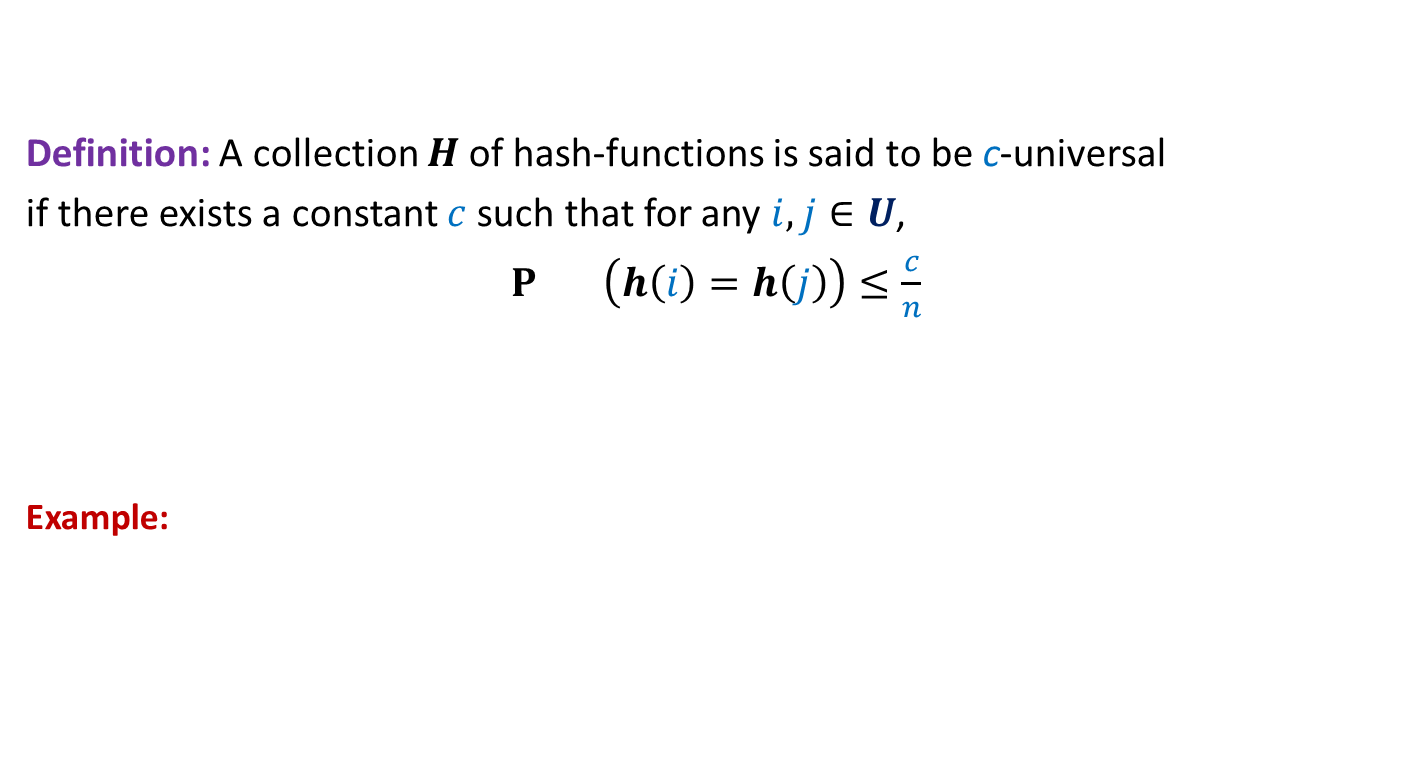 Definition: A collection H of hash-functions is said to be c-universal
if there exists a constant c such that for any i, j ∈ U,
P (h(i) = h(j)) ≤ c/n
Example: